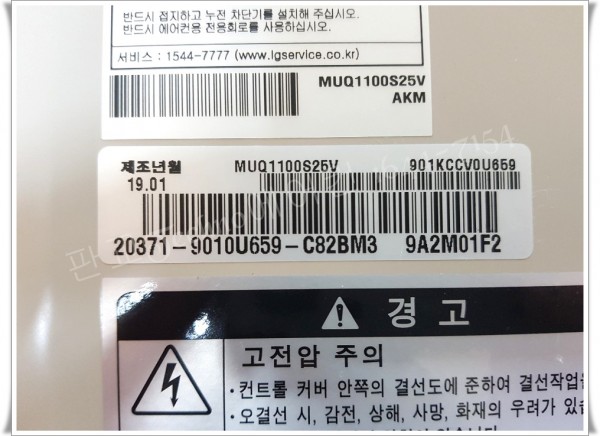 반드시 접지하고 누전 차단기를 설치해 주십시오.
반드시 에어컨용 전용회로를 사용하십시오.
서비스 : 1544-7777 (www.lgservice.co.kr)
MUQ1100S25V
AKM
제조년월 MUQ1100S25V 901KCCV0U659
19.01
20371-9010U659-C82BM3 9A2M01F2
경 고
고전압 주의
· 컨트롤 커버 안쪽의 결선도에 준하여 결선작업을
· 오결선 시, 감전, 상해, 사망, 화재의 우려가 있습